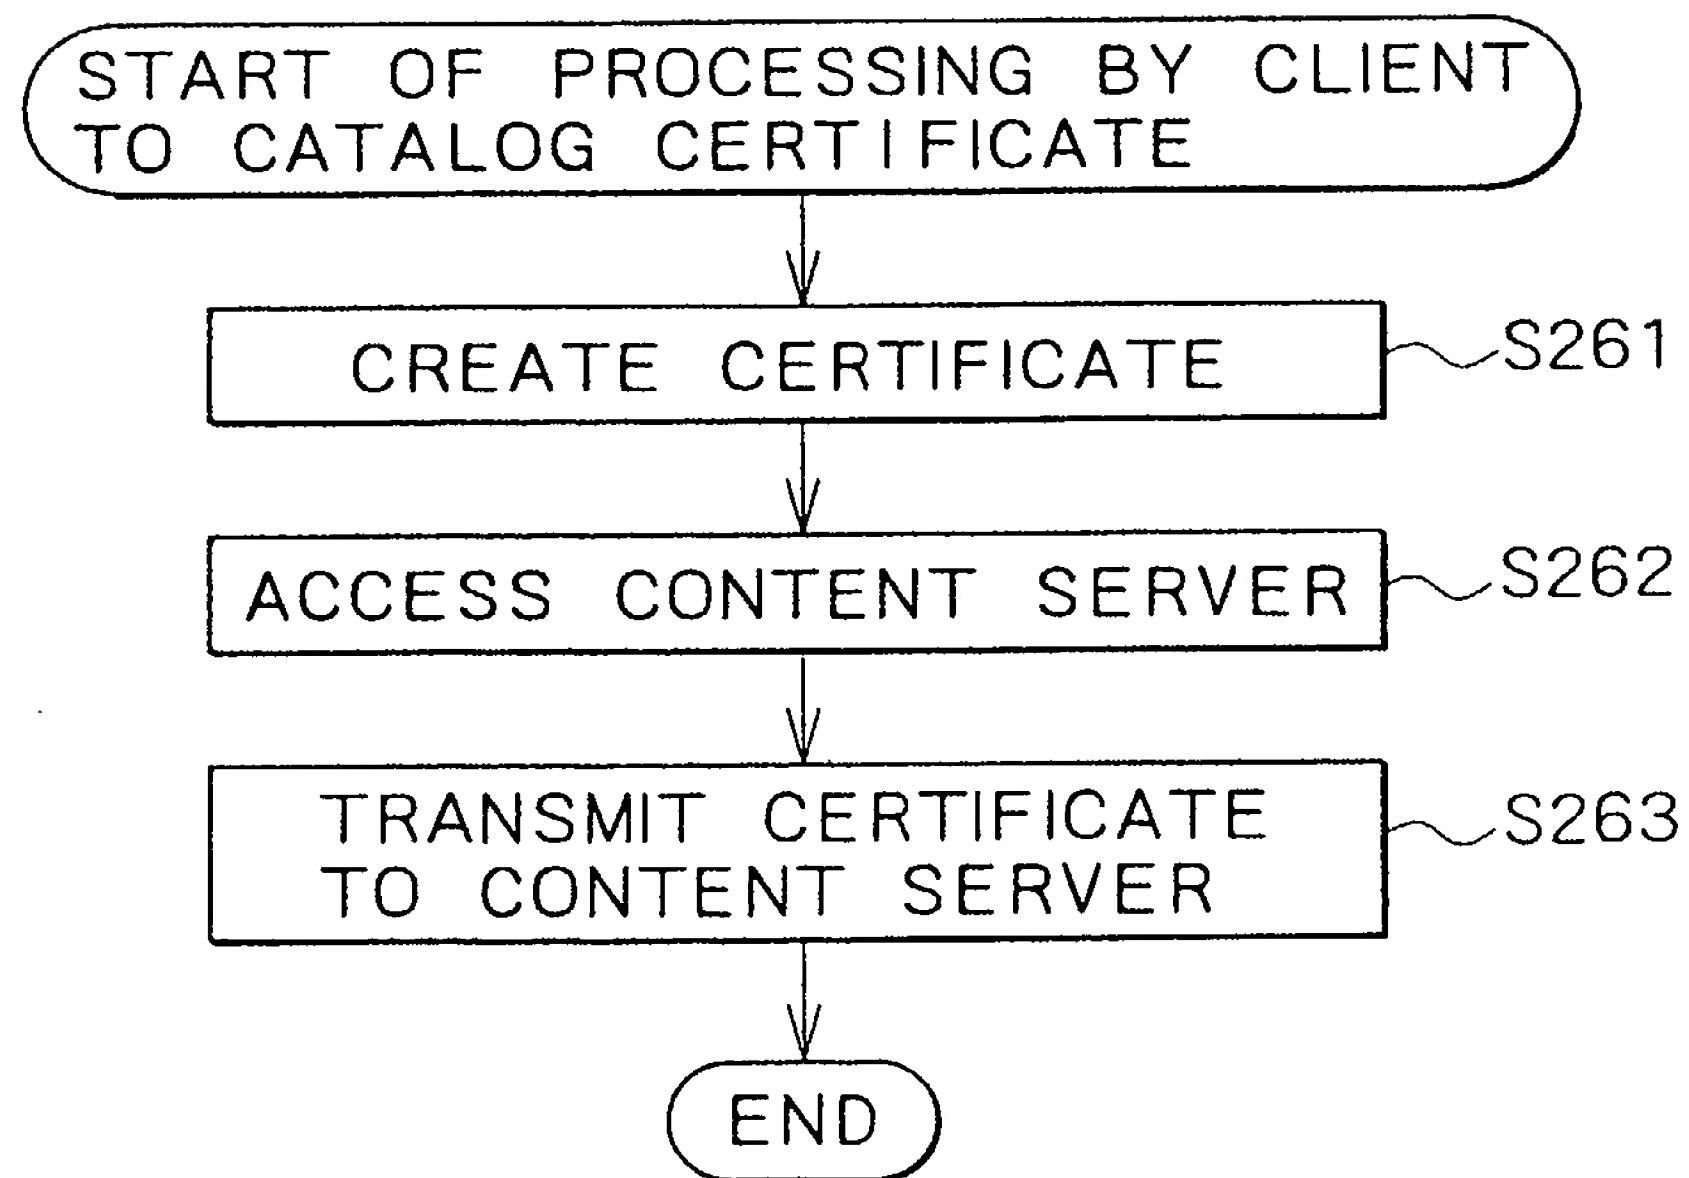 START OF PROCESSING BY CLIENT
TO CATALOG CERTIFICATE
CREATE CERTIFICATE
S261
ACCESS CONTENT SERVER
S262
TRANSMIT CERTIFICATE
TO CONTENT SERVER
S263
END